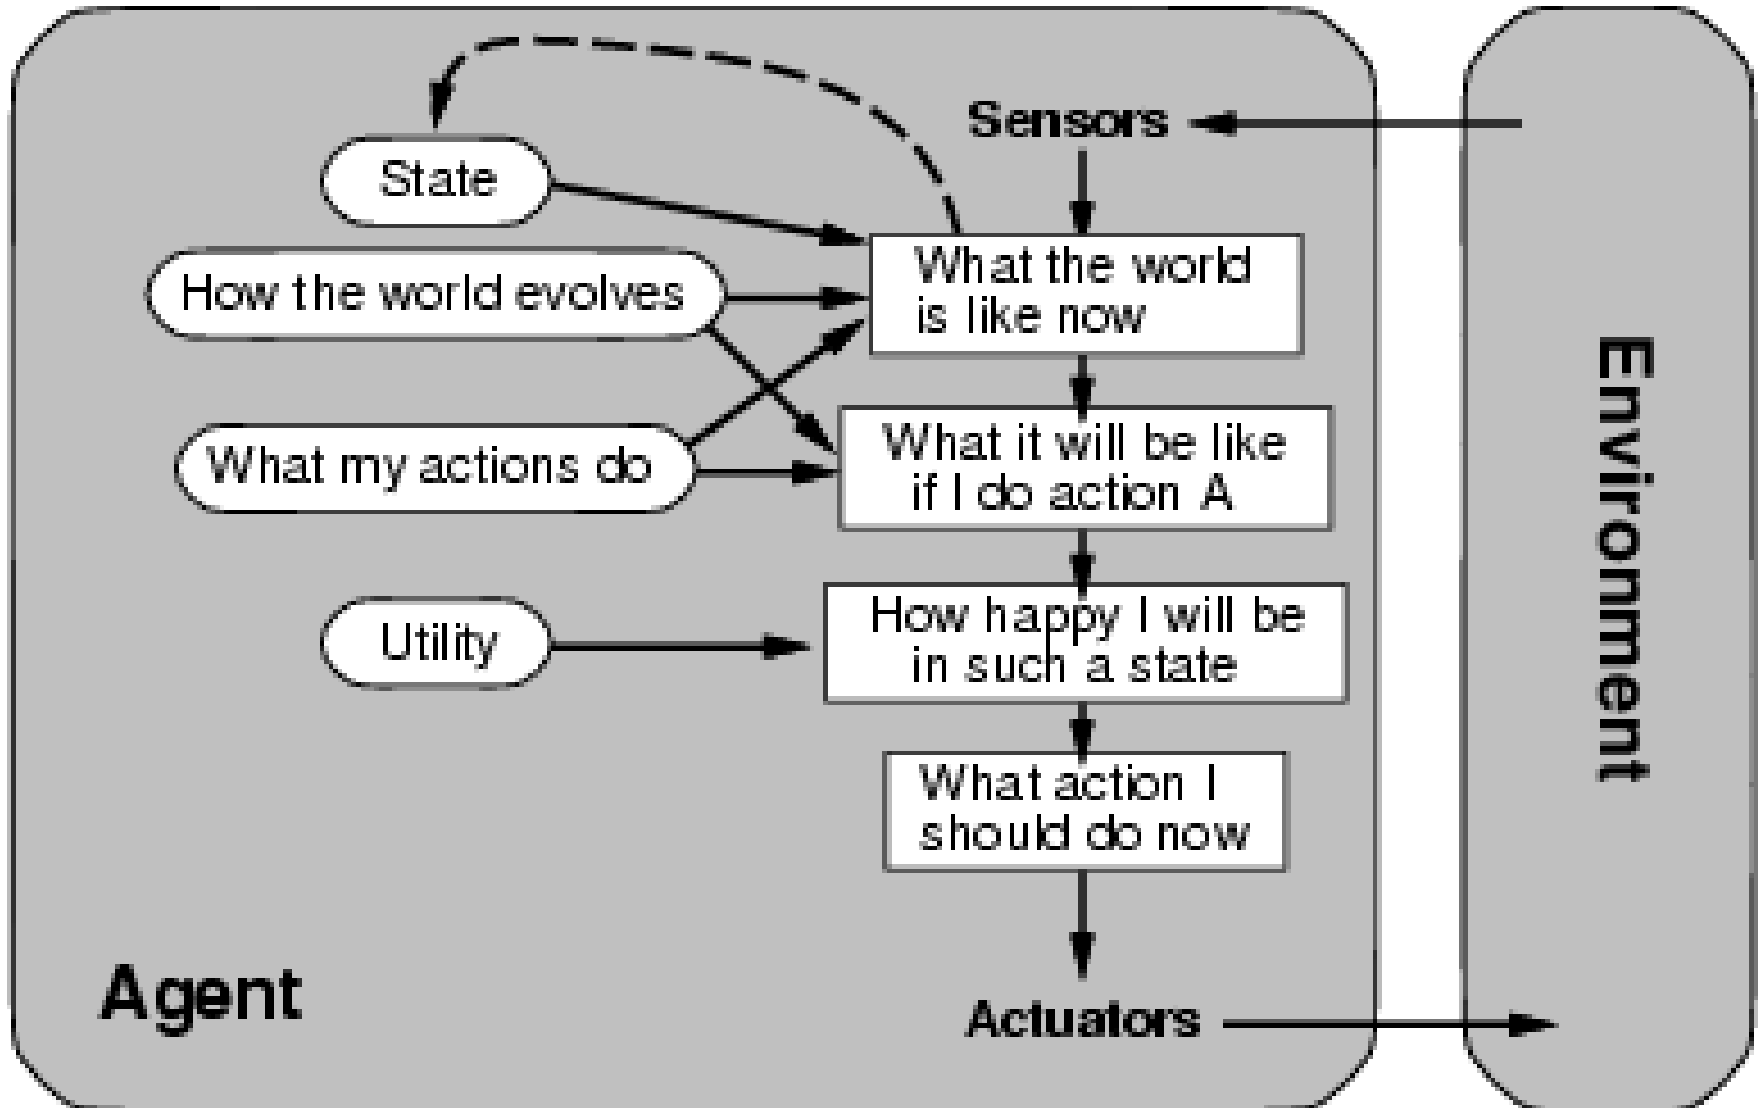 Sensors
State
What the world
is like now
How the world evolves
What it will be like
if I do action A
What my actions do
How happy I will be
in such a state
Utility
What action I
should do now
Agent
Actuators
Environment